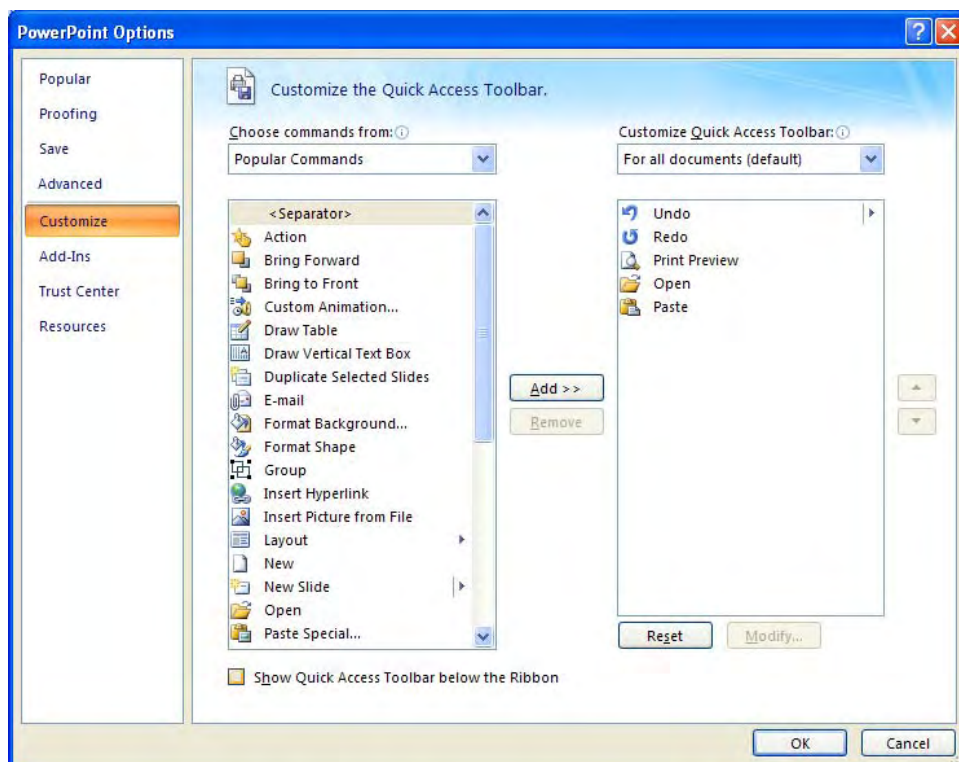 PowerPoint Options
Popular
Proofing
Save
Advanced
Customize
Add-Ins
Trust Center
Resources
Customize the Quick Access Toolbar.
Choose commands from:
Popular Commands
<Separator>
Action
Bring Forward
Bring to Front
Custom Animation...
Draw Table
Draw Vertical Text Box
Duplicate Selected Slides
E-mail
Format Background...
Format Shape
Group
Insert Hyperlink
Insert Picture from File
Layout
New
New Slide
Open
Paste Special...
Show Quick Access Toolbar below the Ribbon
Add >>
Remove
Customize Quick Access Toolbar:
For all documents (default)
Undo
Redo
Print Preview
Open
Paste
Reset
Modify...
OK
Cancel